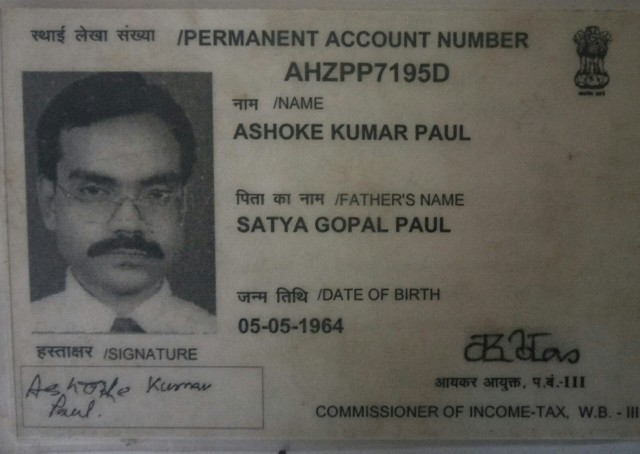 स्थाई लेखा संख्या /PERMANENT ACCOUNT NUMBER
AHZPP7195D
नाम /NAME
ASHOKE KUMAR PAUL
पिता का नाम /FATHER'S NAME
SATYA GOPAL PAUL
जन्म तिथि /DATE OF BIRTH
05-05-1964
हस्ताक्षर /SIGNATURE
Ashoke Kumar
Paul.
आयकर आयुक्त, प.बं.-III
COMMISSIONER OF INCOME-TAX, W.B. - III